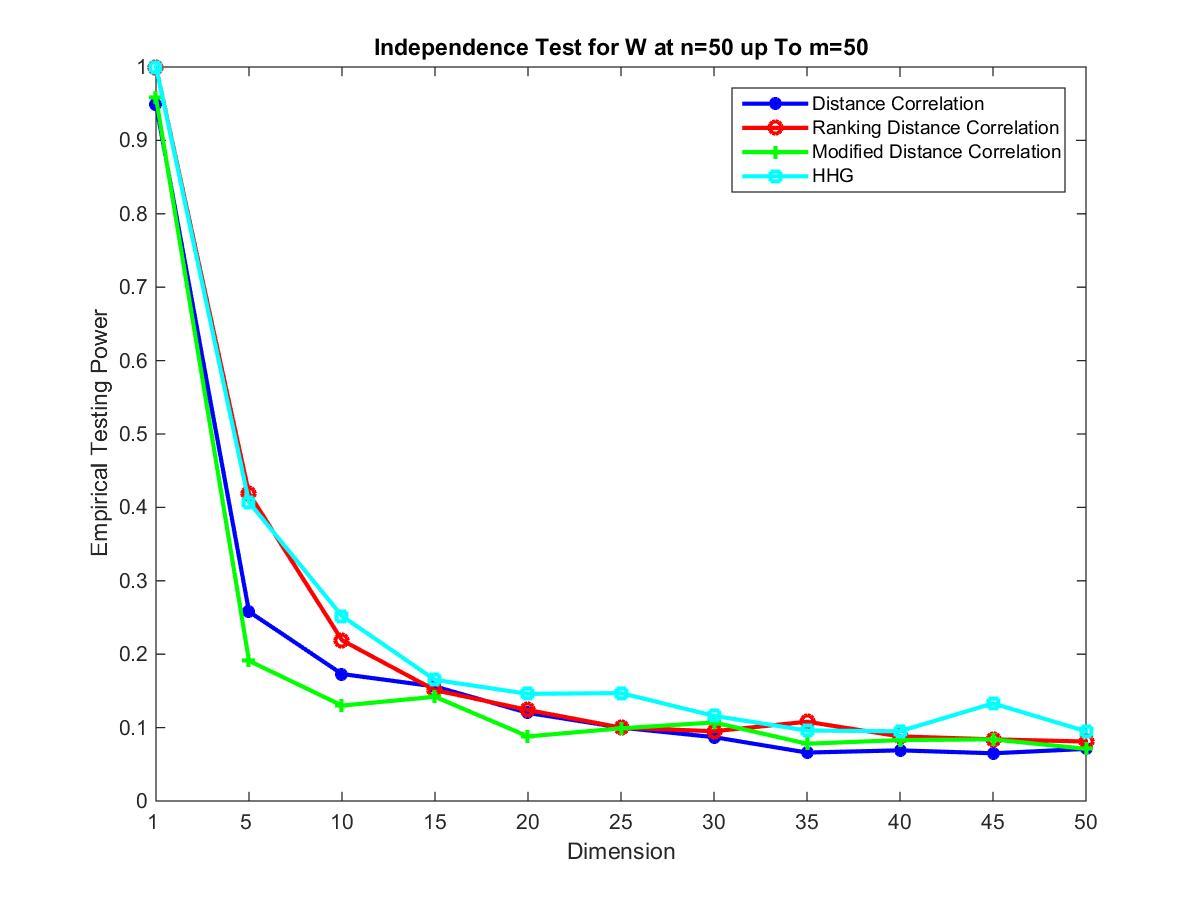 Independence Test for W at n=50 up To m=50
1
0.9
0.8
0.7
0.6
0.5
0.4
0.3
0.2
0.1
0
Empirical Testing Power
Distance Correlation
Ranking Distance Correlation
Modified Distance Correlation
HHG
1 5 10 15 20 25 30 35 40 45 50
Dimension